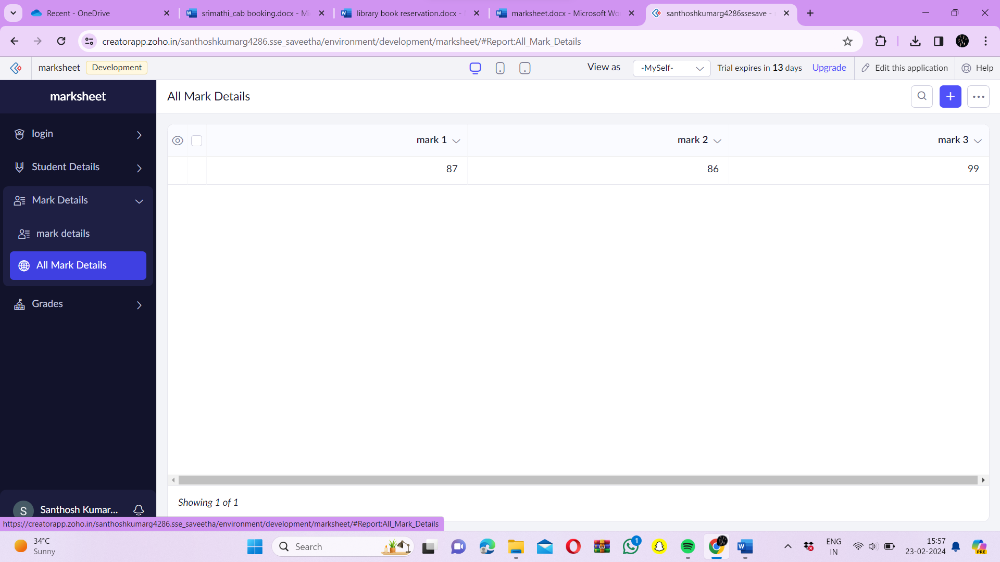 Recent - OneDrive
srimathi_cab booking.docx - Mi
library book reservation.docx -
marksheet.docx - Microsoft Wo
santhoshkumarg4286ssesave -
creatorapp.zoho.in/santhoshkumarg4286.sse_saveetha/environment/development/marksheet/#Report:All_Mark_Details
marksheet Development View as -MySelf- Trial expires in 13 days Upgrade Edit this application Help
marksheet
login
Student Details
Mark Details
mark details
All Mark Details
Grades
All Mark Details
mark 1 mark 2 mark 3
87 86 99
Showing 1 of 1
S Santhosh Kumar...
https://creatorapp.zoho.in/santhoshkumarg4286.sse_saveetha/environment/development/marksheet/#Report:All_Mark_Details
34°C
Sunny
Search
1
PRE
ENG
IN
15:57
23-02-2024